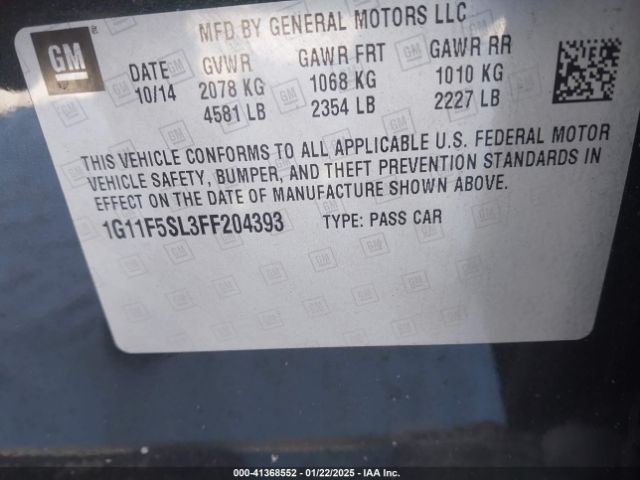 GM
MFD BY GENERAL MOTORS LLC
DATE GVWR GAWR FRT GAWR RR
10/14 2078 KG 1068 KG 1010 KG
4581 LB 2354 LB 2227 LB
THIS VEHICLE CONFORMS TO ALL APPLICABLE U.S. FEDERAL MOTOR
VEHICLE SAFETY, BUMPER, AND THEFT PREVENTION STANDARDS IN
EFFECT ON THE DATE OF MANUFACTURE SHOWN ABOVE.
1G11F5SL3FF204393 TYPE: PASS CAR
000-41368552 - 01/22/2025 - IAA Inc.